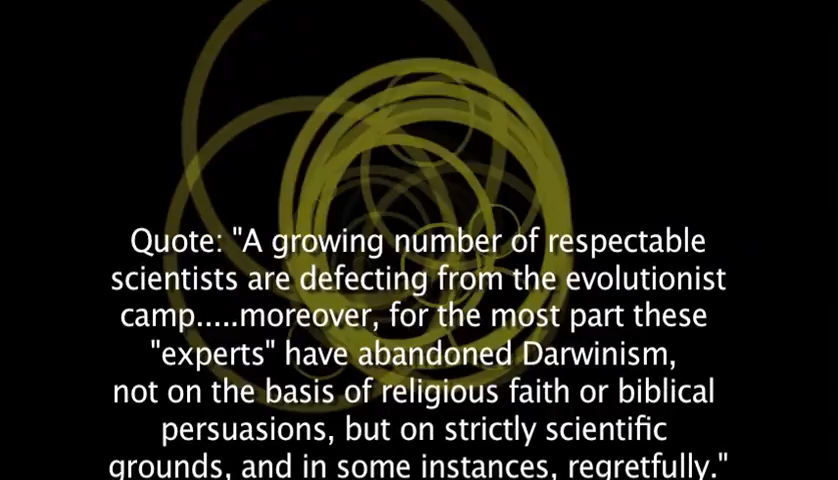 Quote: "A growing number of respectable
scientists are defecting from the evolutionist
camp.....moreover, for the most part these
"experts" have abandoned Darwinism,
not on the basis of religious faith or biblical
persuasions, but on strictly scientific
grounds, and in some instances, regretfully."